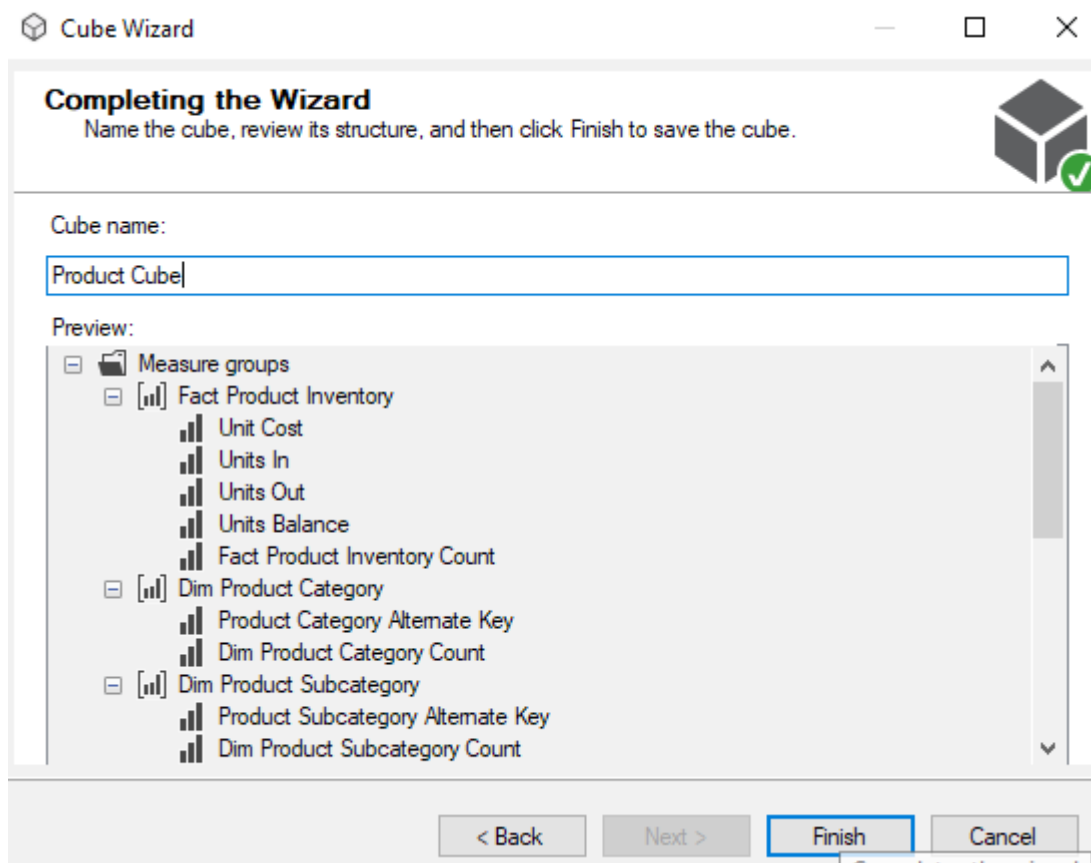 Cube Wizard
Completing the Wizard
Name the cube, review its structure, and then click Finish to save the cube.
Cube name:
Product Cube
Preview:
Measure groups
Fact Product Inventory
Unit Cost
Units In
Units Out
Units Balance
Fact Product Inventory Count
Dim Product Category
Product Category Alternate Key
Dim Product Category Count
Dim Product Subcategory
Product Subcategory Alternate Key
Dim Product Subcategory Count
< Back Next > Finish Cancel